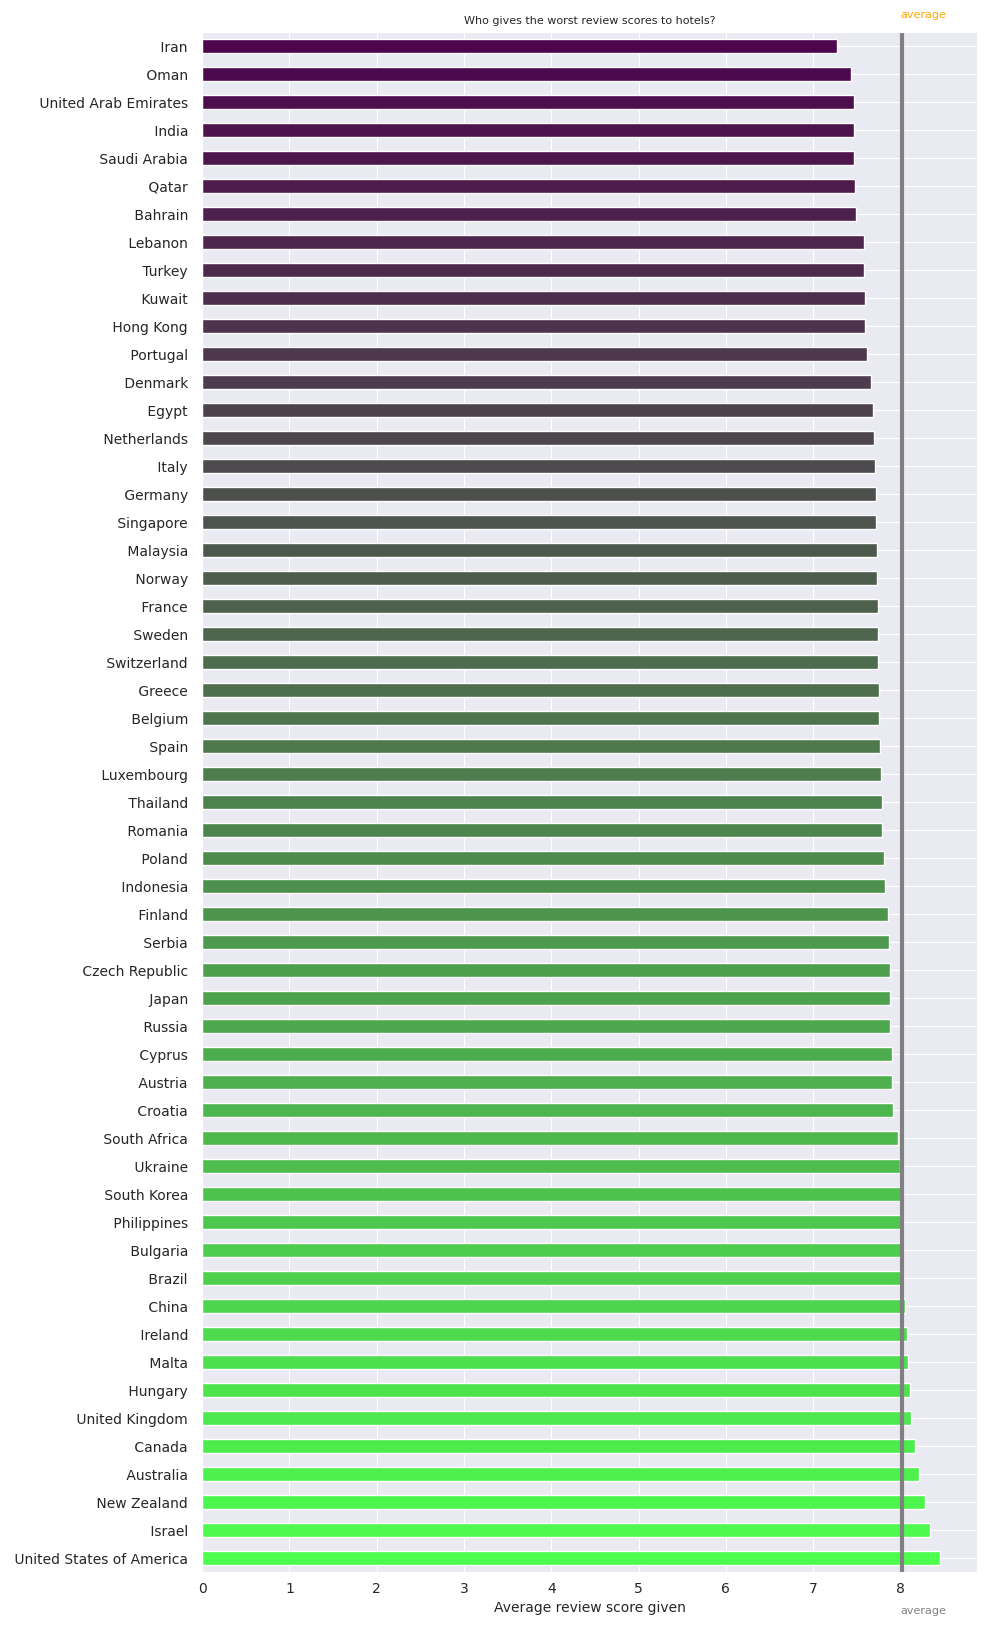 average
Who gives the worst review scores to hotels?
Iran
Oman
United Arab Emirates
India
Saudi Arabia
Qatar
Bahrain
Lebanon
Turkey
Kuwait
Hong Kong
Portugal
Denmark
Egypt
Netherlands
Italy
Germany
Singapore
Malaysia
Norway
France
Sweden
Switzerland
Greece
Belgium
Spain
Luxembourg
Thailand
Romania
Poland
Indonesia
Finland
Serbia
Czech Republic
Japan
Russia
Cyprus
Austria
Croatia
South Africa
Ukraine
South Korea
Philippines
Bulgaria
Brazil
China
Ireland
Malta
Hungary
United Kingdom
Canada
Australia
New Zealand
Israel
United States of America
0 1 2 3 4 5 6 7 8
Average review score given
average